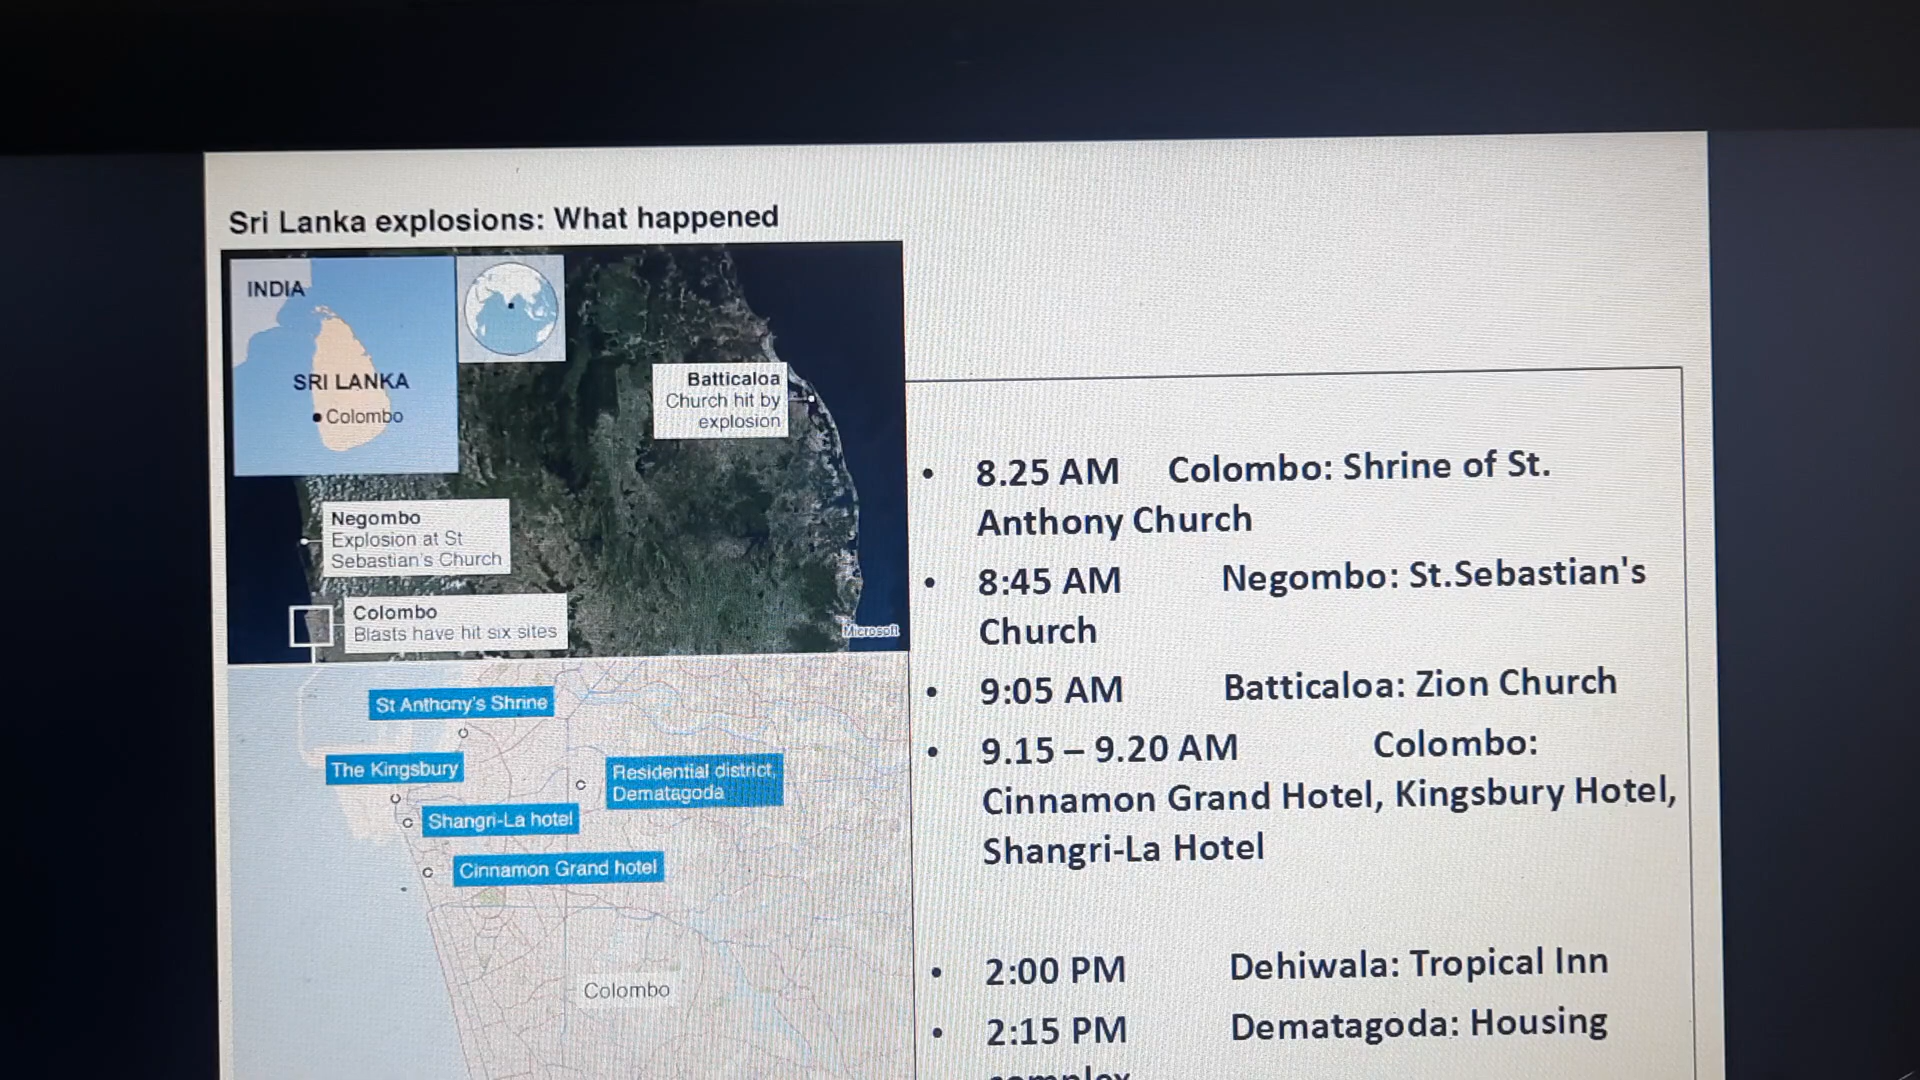 Sri Lanka explosions: What happened
INDIA
SRI LANKA
Colombo
Batticaloa
Church hit by
explosion
Negombo
Explosion at St
Sebastian's Church
Colombo
Blasts have hit six sites
Microsoft
St Anthony's Shrine
The Kingsbury
Residential district,
Dematagoda
Shangri-La hotel
Cinnamon Grand hotel
Colombo
• 8.25 AM Colombo: Shrine of St.
Anthony Church
• 8:45 AM Negombo: St.Sebastian's
Church
• 9:05 AM Batticaloa: Zion Church
• 9.15 – 9.20 AM Colombo:
Cinnamon Grand Hotel, Kingsbury Hotel,
Shangri-La Hotel
• 2:00 PM Dehiwala: Tropical Inn
• 2:15 PM Dematagoda: Housing
complex